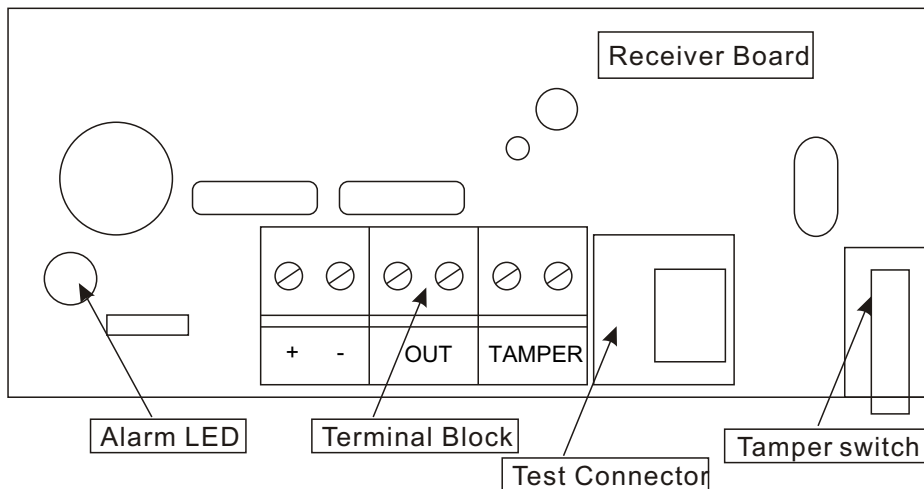 Receiver Board
+ - OUT TAMPER
Alarm LED
Terminal Block
Tamper switch
Test Connector